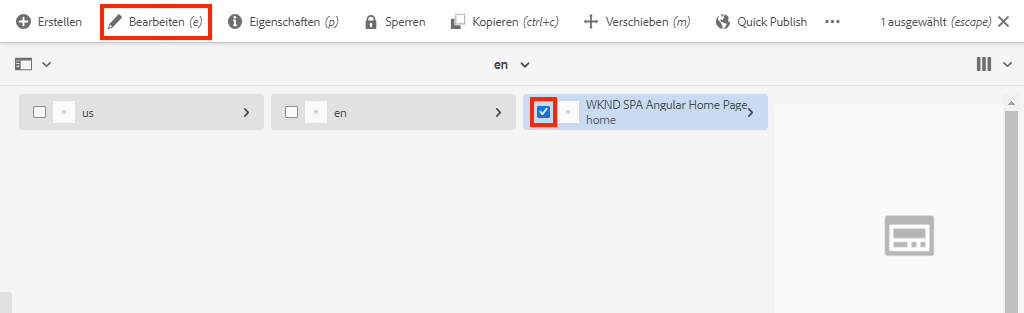 Erstellen Bearbeiten (e) Eigenschaften (p) Sperren Kopieren (ctrl+c) Verschieben (m) Quick Publish ••• 1 ausgewählt (escape)
en
us
en
WKND SPA Angular Home Page
home